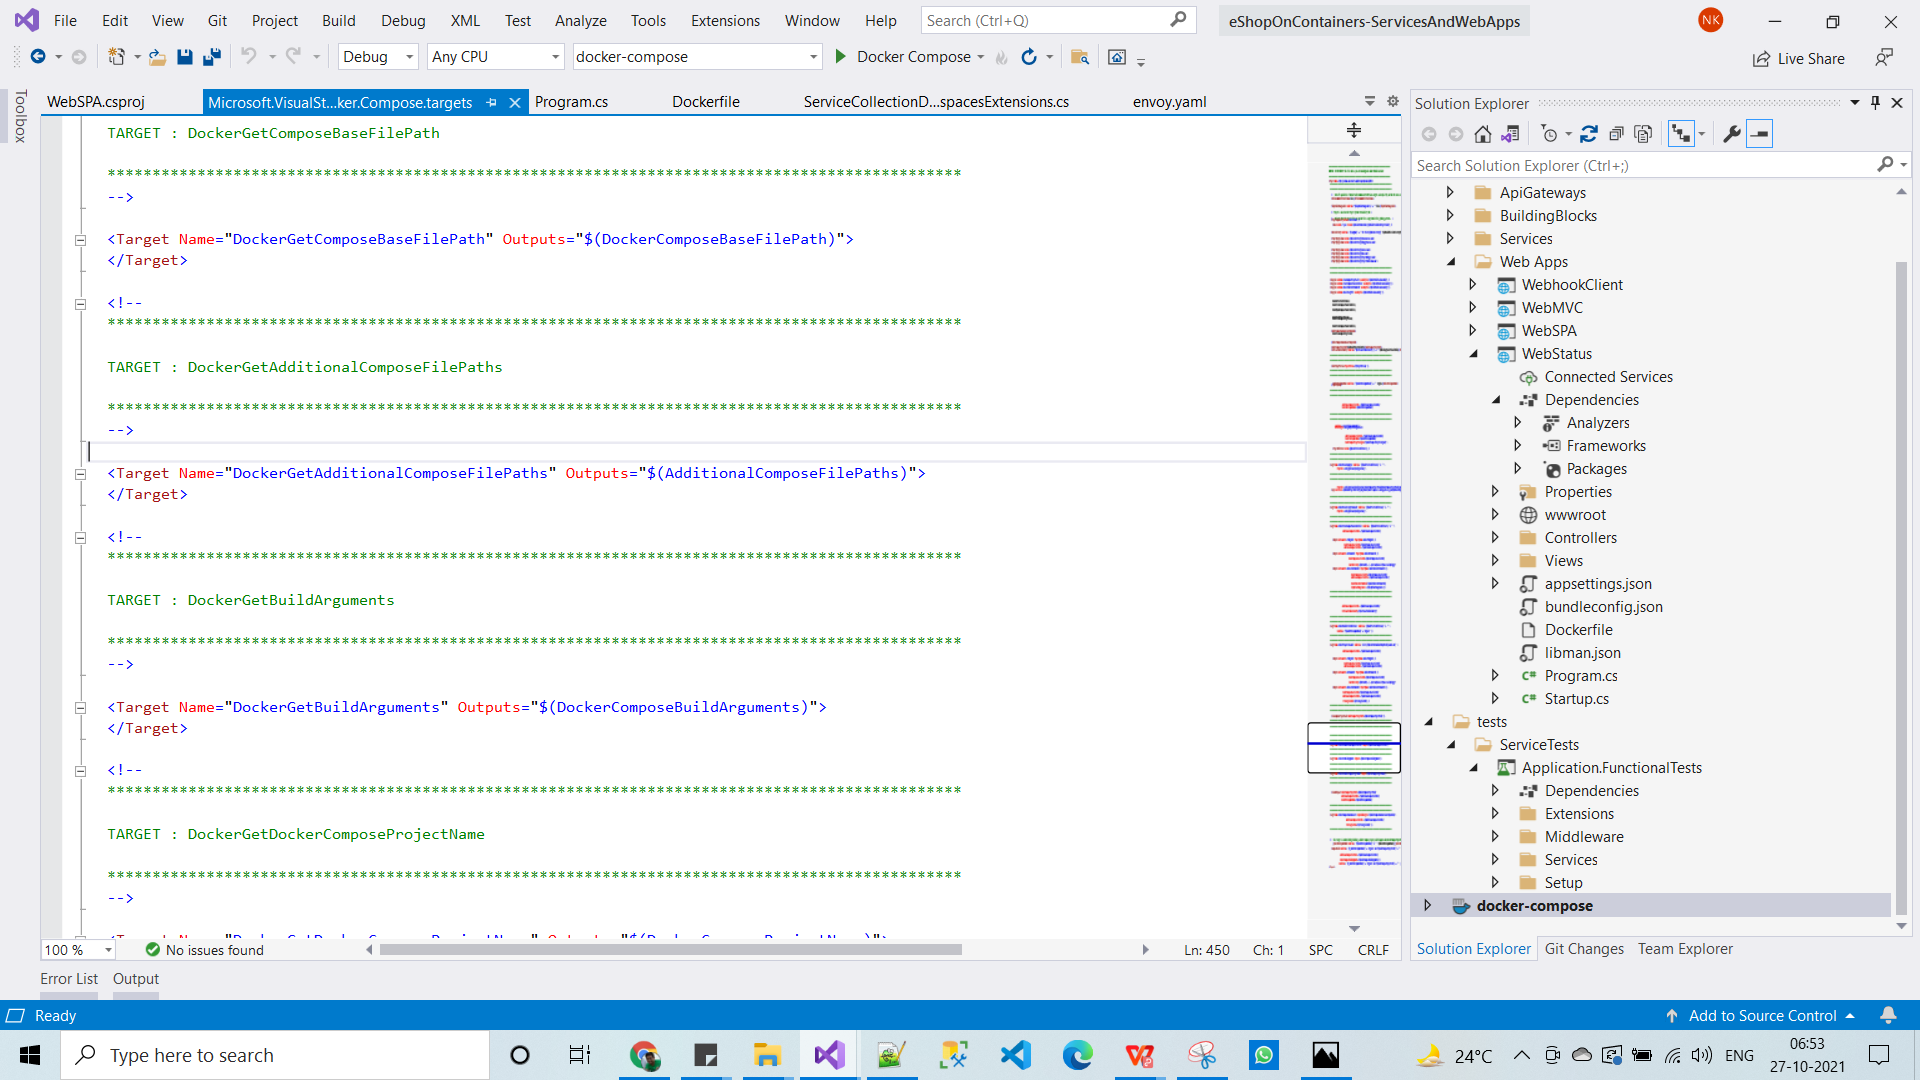 File Edit View Git Project Build Debug XML Test Analyze Tools Extensions Window Help Search (Ctrl+Q) eShopOnContainers-ServicesAndWebApps NK
Debug Any CPU docker-compose Docker Compose Live Share
Toolbox
WebSPA.csproj Microsoft.VisualSt...ker.Compose.targets Program.cs Dockerfile ServiceCollectionD...spacesExtensions.cs envoy.yaml
TARGET : DockerGetComposeBaseFilePath
***********************************************************************************************
-->
<Target Name="DockerGetComposeBaseFilePath" Outputs="$(DockerComposeBaseFilePath)">
</Target>
<!--
***********************************************************************************************
TARGET : DockerGetAdditionalComposeFilePaths
***********************************************************************************************
-->
<Target Name="DockerGetAdditionalComposeFilePaths" Outputs="$(AdditionalComposeFilePaths)">
</Target>
<!--
***********************************************************************************************
TARGET : DockerGetBuildArguments
***********************************************************************************************
-->
<Target Name="DockerGetBuildArguments" Outputs="$(DockerComposeBuildArguments)">
</Target>
<!--
***********************************************************************************************
TARGET : DockerGetDockerComposeProjectName
***********************************************************************************************
-->
100 % No issues found Ln: 450 Ch: 1 SPC CRLF
Solution Explorer
Search Solution Explorer (Ctrl+;)
ApiGateways
BuildingBlocks
Services
Web Apps
WebhookClient
WebMVC
WebSPA
WebStatus
Connected Services
Dependencies
Analyzers
Frameworks
Packages
Properties
wwwroot
Controllers
Views
appsettings.json
bundleconfig.json
Dockerfile
libman.json
Program.cs
Startup.cs
tests
ServiceTests
Application.FunctionalTests
Dependencies
Extensions
Middleware
Services
Setup
docker-compose
Solution Explorer Git Changes Team Explorer
Error List Output
Ready Add to Source Control
Type here to search 24°C ENG 06:53
27-10-2021